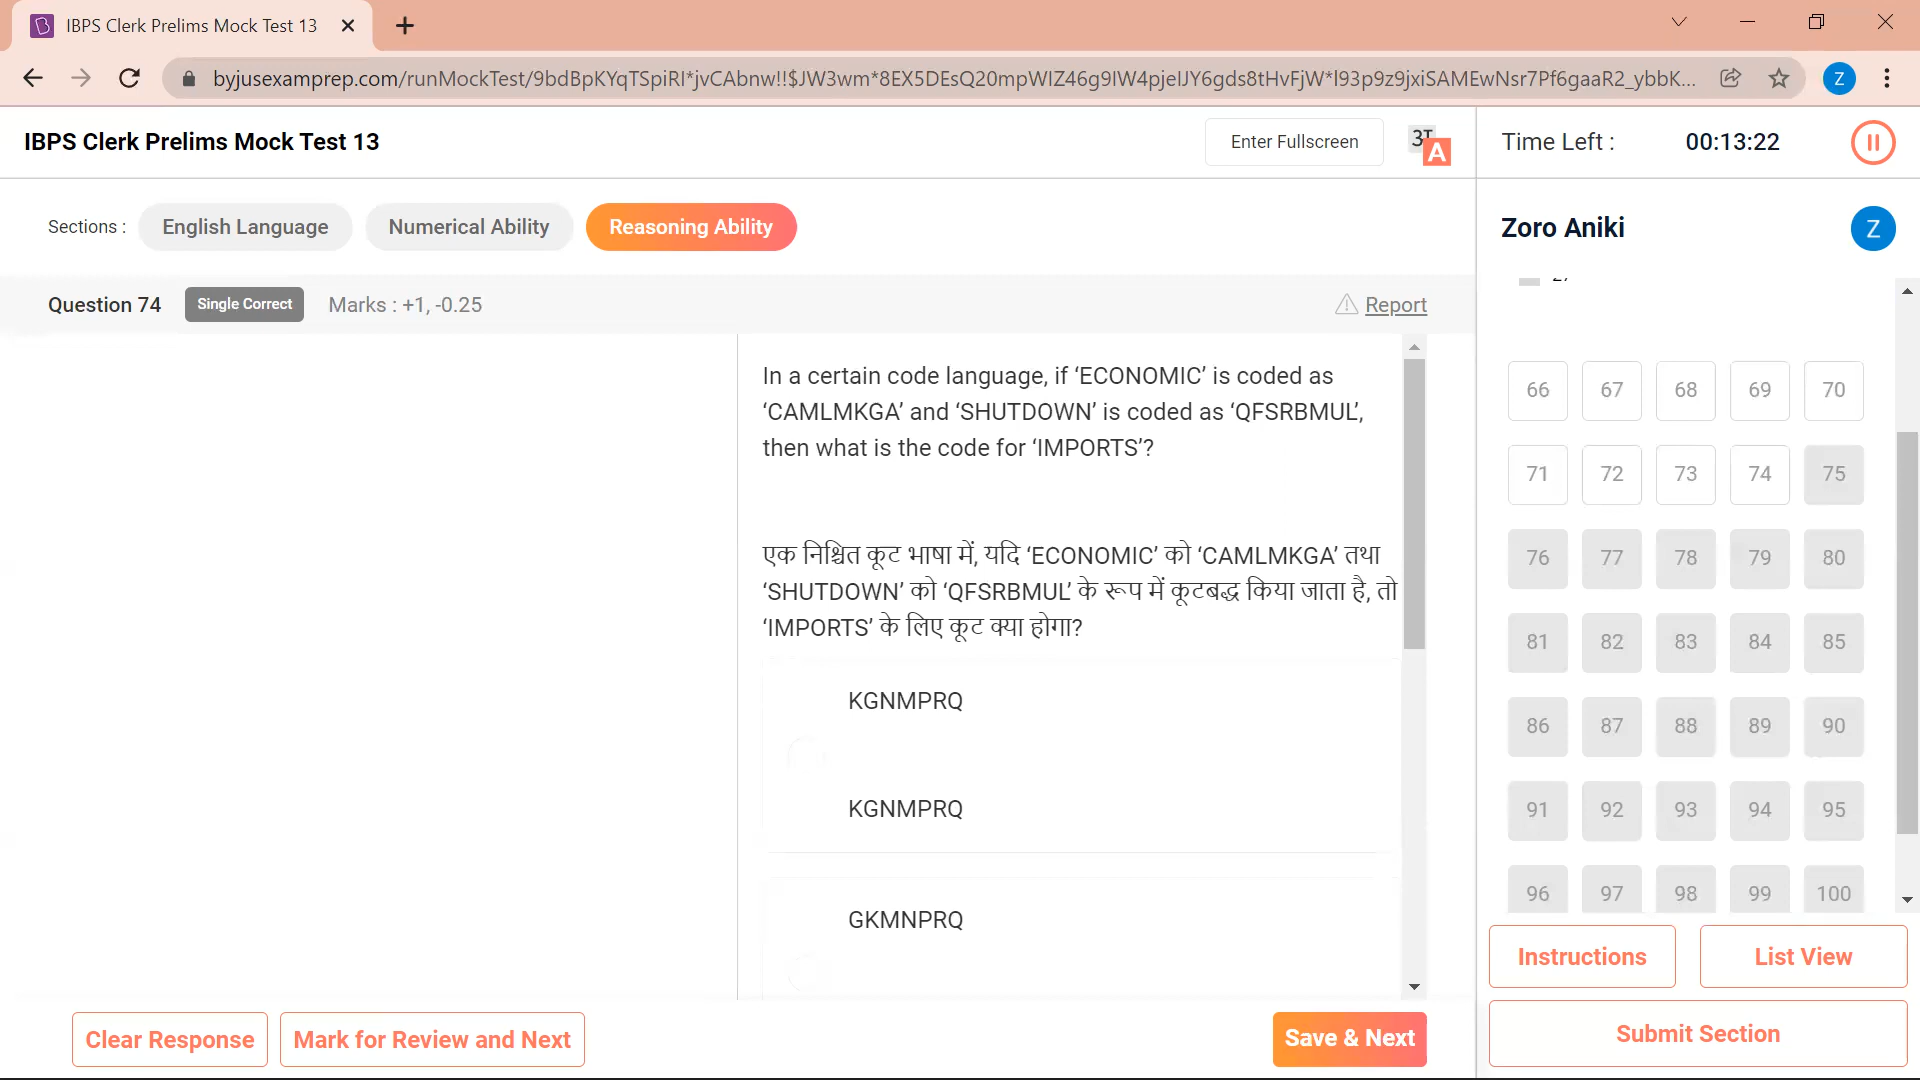 IBPS Clerk Prelims Mock Test 13
byjusexamprep.com/runMockTest/9bdBpKYqTSpiRI*jvCAbnw!!$JW3wm*8EX5DEsQ20mpWIZ46g9IW4pjeIJY6gds8tHvFjW*I93p9z9jxiSAMEwNsr7Pf6gaaR2_ybbK...
Z
IBPS Clerk Prelims Mock Test 13
Enter Fullscreen
A
Time Left : 00:13:22
Sections : English Language Numerical Ability Reasoning Ability
Zoro Aniki
Z
Question 74 Single Correct Marks : +1, -0.25
Report
In a certain code language, if ‘ECONOMIC’ is coded as
‘CAMLMKGA’ and ‘SHUTDOWN’ is coded as ‘QFSRBMUL’,
then what is the code for ‘IMPORTS’?
एक निश्चित कूट भाषा में, यदि ‘ECONOMIC’ को ‘CAMLMKGA’ तथा
‘SHUTDOWN’ को ‘QFSRBMUL’ के रूप में कूटबद्ध किया जाता है, तो
‘IMPORTS’ के लिए कूट क्या होगा?
KGNMPRQ
KGNMPRQ
GKMNPRQ
66 67 68 69 70
71 72 73 74 75
76 77 78 79 80
81 82 83 84 85
86 87 88 89 90
91 92 93 94 95
96 97 98 99 100
Instructions List View
Clear Response Mark for Review and Next Save & Next
Submit Section